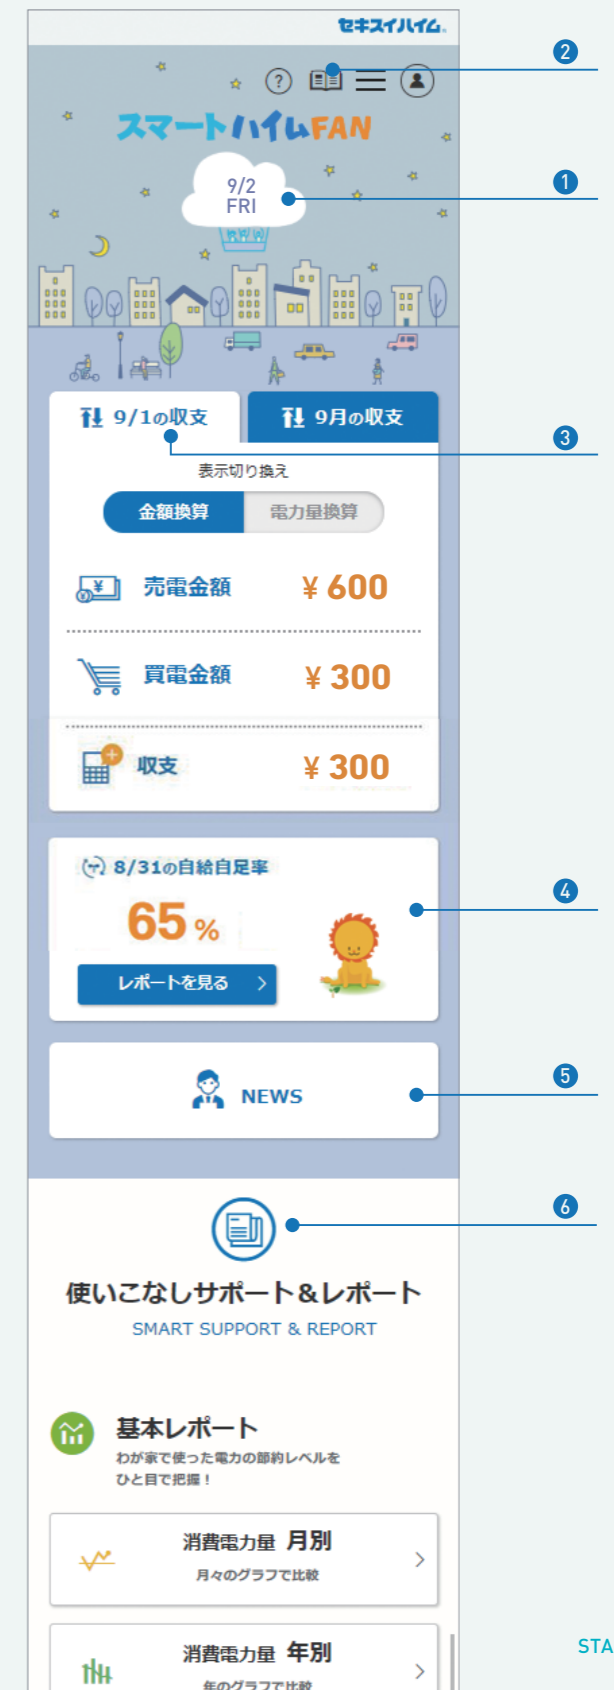 セキスイハイム
2
?
スマートハイムFAN
9/2
FRI
1
9/1の収支
9月の収支
3
表示切り換え
金額換算
電力量換算
¥
売電金額
¥600
買電金額
¥300
収支
¥300
8/31の自給自足率
4
65%
レポートを見る
NEWS
5
6
使いこなしサポート&レポート
SMART SUPPORT & REPORT
基本レポート
わが家で使った電力の節約レベルを
ひと目で把握！
消費電力量 月別
月々のグラフで比較
消費電力量 年別
年のグラフで比較
STA